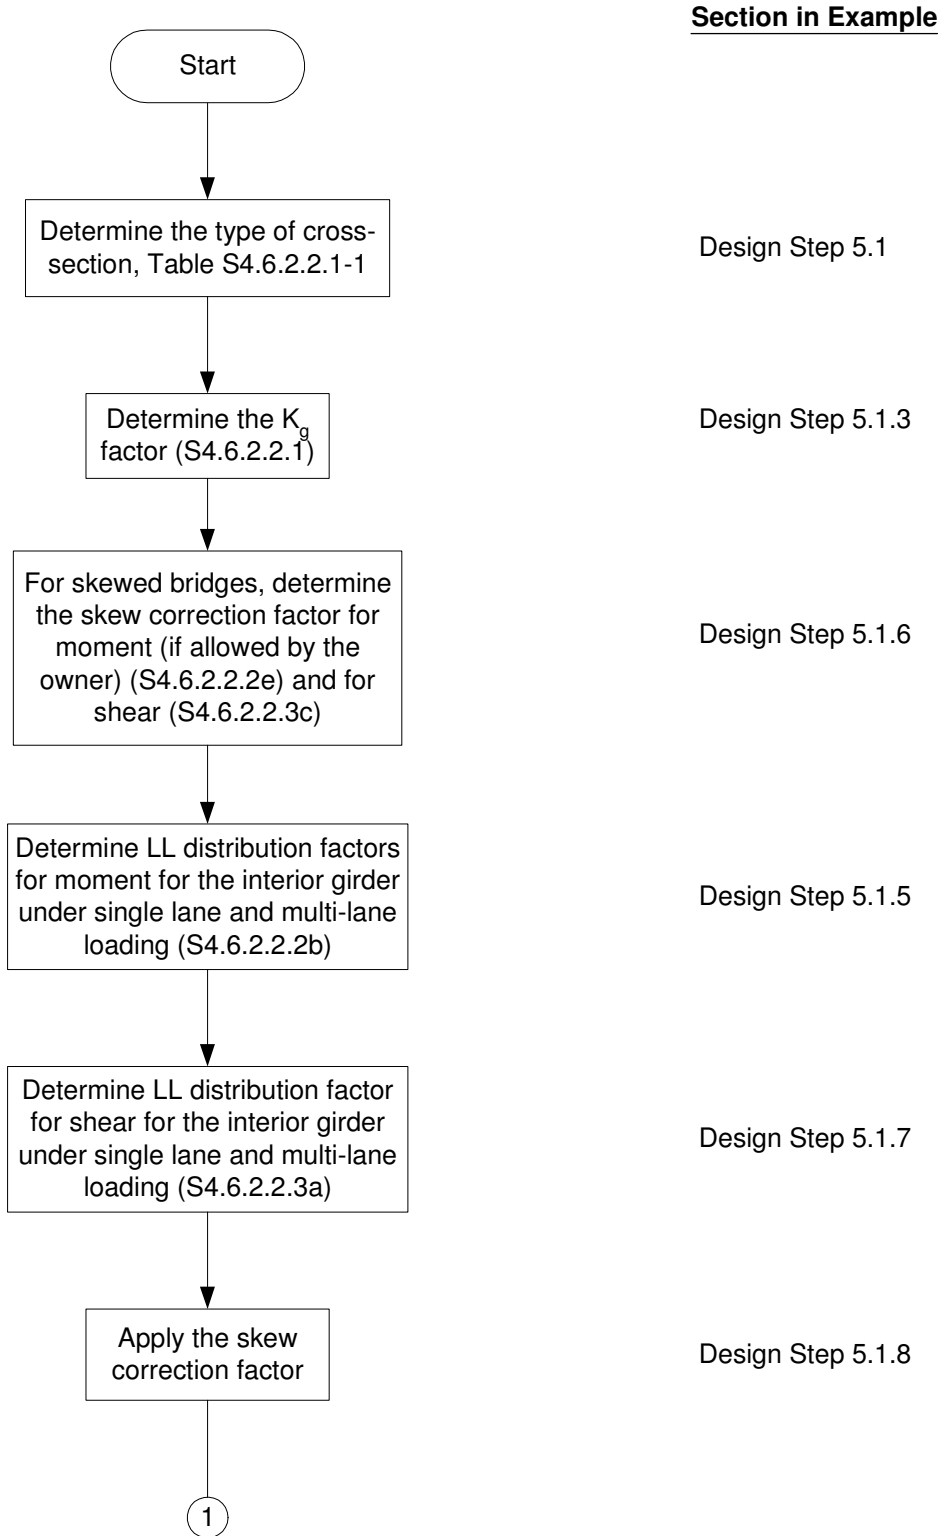 Section in Example
Start
Determine the type of cross-
section, Table S4.6.2.2.1-1
Design Step 5.1
Determine the Kg
factor (S4.6.2.2.1)
Design Step 5.1.3
For skewed bridges, determine
the skew correction factor for
moment (if allowed by the
owner) (S4.6.2.2.2e) and for
shear (S4.6.2.2.3c)
Design Step 5.1.6
Determine LL distribution factors
for moment for the interior girder
under single lane and multi-lane
loading (S4.6.2.2.2b)
Design Step 5.1.5
Determine LL distribution factor
for shear for the interior girder
under single lane and multi-lane
loading (S4.6.2.2.3a)
Design Step 5.1.7
Apply the skew
correction factor
Design Step 5.1.8
1